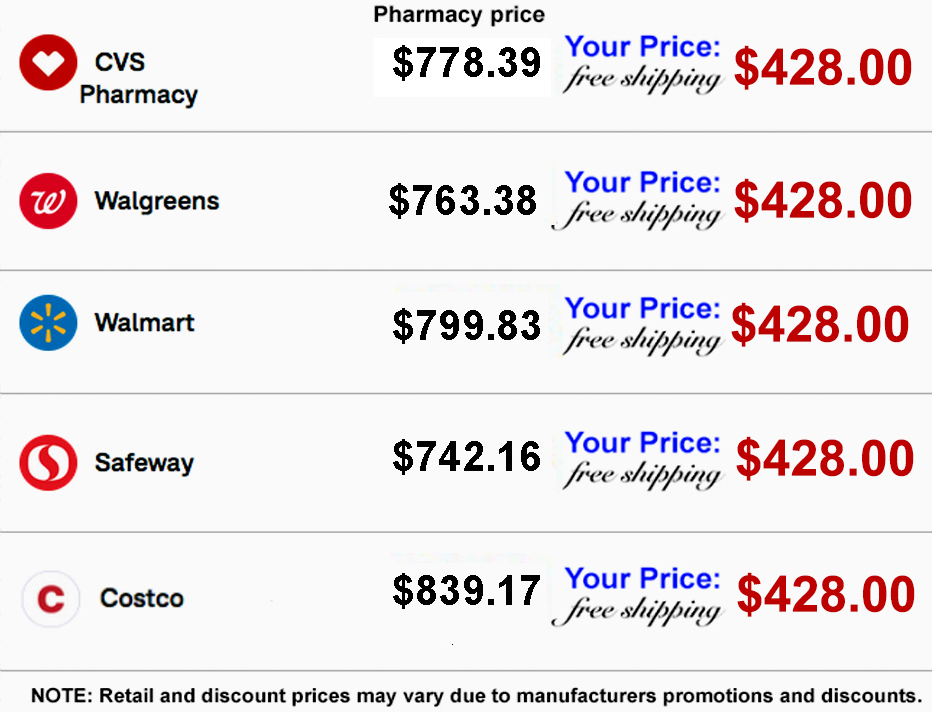 Pharmacy price
CVS
Pharmacy
$778.39
Your Price:
free shipping
$428.00
Walgreens
$763.38
Your Price:
free shipping
$428.00
Walmart
$799.83
Your Price:
free shipping
$428.00
Safeway
$742.16
Your Price:
free shipping
$428.00
C
Costco
$839.17
Your Price:
free shipping
$428.00
NOTE: Retail and discount prices may vary due to manufacturers promotions and discounts.